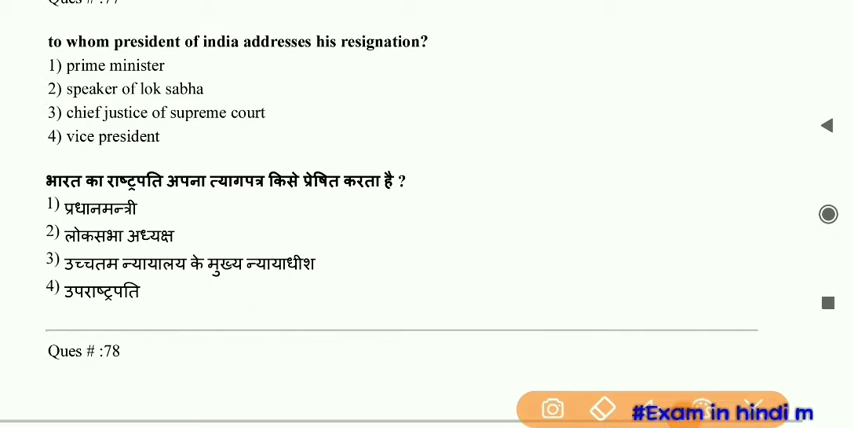 Ques # :77
to whom president of india addresses his resignation?
1) prime minister
2) speaker of lok sabha
3) chief justice of supreme court
4) vice president
भारत का राष्ट्रपति अपना त्यागपत्र किसे प्रेषित करता है ?
1) प्रधानमन्त्री
2) लोकसभा अध्यक्ष
3) उच्चतम न्यायालय के मुख्य न्यायाधीश
4) उपराष्ट्रपति
Ques # :78
#Exam in hindi m